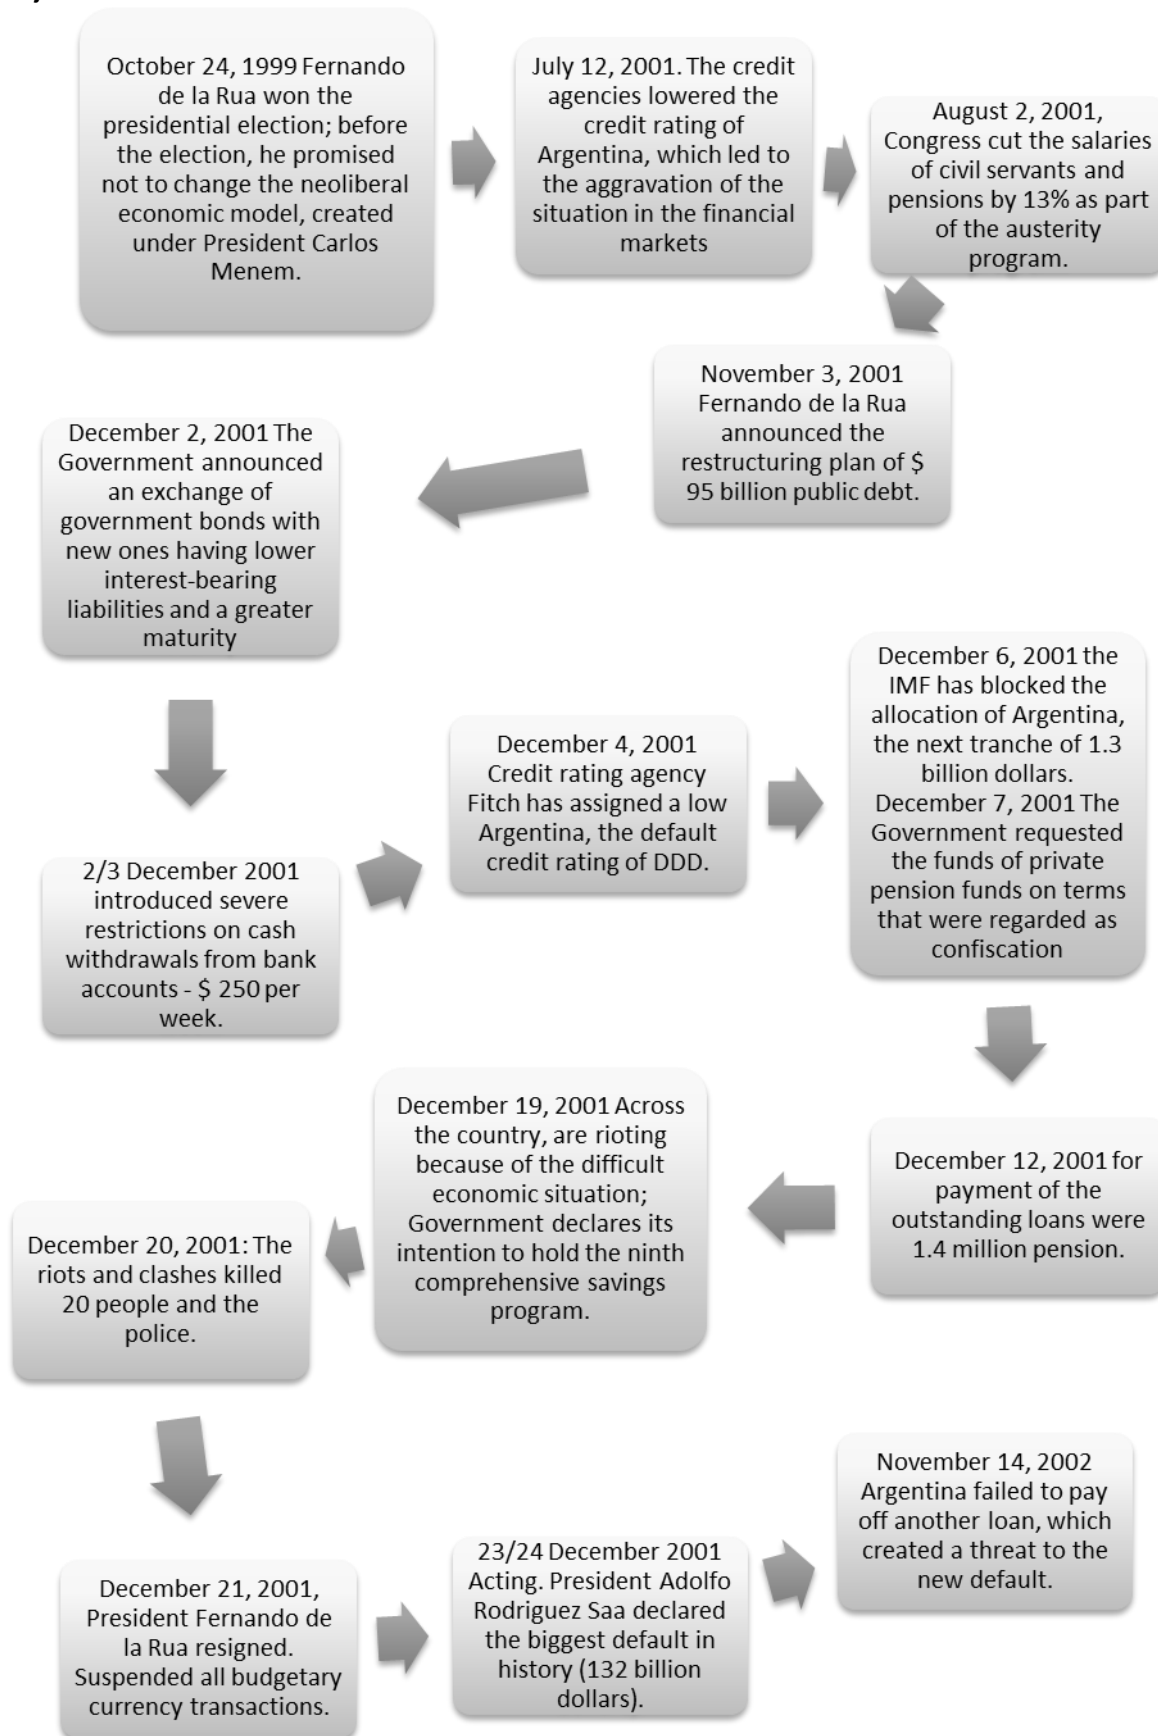 October 24, 1999 Fernando
de la Rua won the
presidential election; before
the election, he promised
not to change the neoliberal
economic model, created
under President Carlos
Menem.
July 12, 2001. The credit
agencies lowered the
credit rating of
Argentina, which led to
the aggravation of the
situation in the financial
markets
August 2, 2001,
Congress cut the salaries
of civil servants and
pensions by 13% as part
of the austerity
program.
November 3, 2001
Fernando de la Rua
announced the
restructuring plan of $
95 billion public debt.
December 2, 2001 The
Government announced
an exchange of
government bonds with
new ones having lower
interest-bearing
liabilities and a greater
maturity
2/3 December 2001
introduced severe
restrictions on cash
withdrawals from bank
accounts - $ 250 per
week.
December 4, 2001
Credit rating agency
Fitch has assigned a low
Argentina, the default
credit rating of DDD.
December 6, 2001 the
IMF has blocked the
allocation of Argentina,
the next tranche of 1.3
billion dollars.
December 7, 2001 The
Government requested
the funds of private
pension funds on terms
that were regarded as
confiscation
December 12, 2001 for
payment of the
outstanding loans were
1.4 million pension.
December 19, 2001 Across
the country, are rioting
because of the difficult
economic situation;
Government declares its
intention to hold the ninth
comprehensive savings
program.
December 20, 2001: The
riots and clashes killed
20 people and the
police.
December 21, 2001,
President Fernando de
la Rua resigned.
Suspended all budgetary
currency transactions.
23/24 December 2001
Acting. President Adolfo
Rodriguez Saa declared
the biggest default in
history (132 billion
dollars).
November 14, 2002
Argentina failed to pay
off another loan, which
created a threat to the
new default.